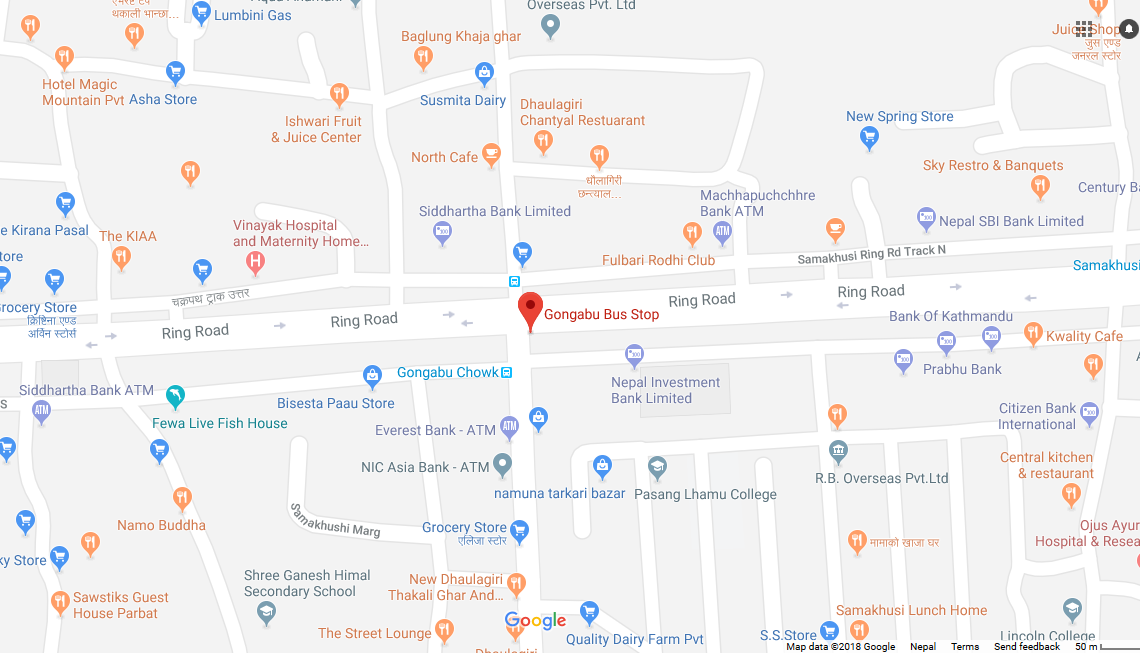 थकाली भान्छा...
Lumbini Gas
Overseas Pvt. Ltd
Baglung Khaja ghar
जुस एण्ड
जनरल स्टोर
Hotel Magic
Mountain Pvt
Asha Store
Susmita Dairy
Dhaulagiri
Chantyal Restuarant
Ishwari Fruit
& Juice Center
New Spring Store
North Cafe
Sky Restro & Banquets
धौलागिरी
छन्त्याल...
Century Ba
Machhapuchchhre
Bank ATM
Siddhartha Bank Limited
Nepal SBI Bank Limited
Vinayak Hospital
and Maternity Home...
e Kirana Pasal
The KIAA
tore
Fulbari Rodhi Club
Samakhusi Ring Rd Track N
Samakhusi
चक्रपथ ट्राक उत्तर
Grocery Store
क्रिष्टिना एण्ड
अर्विन स्टोर्स
Ring Road
Ring Road
Gongabu Bus Stop
Ring Road
Ring Road
Bank Of Kathmandu
Kwality Cafe
Prabhu Bank
Gongabu Chowk
Nepal Investment
Bank Limited
Siddhartha Bank ATM
ATM
Bisesta Paau Store
Fewa Live Fish House
Everest Bank - ATM
ATM
Citizen Bank
International
NIC Asia Bank - ATM
Central kitchen
& restaurant
R.B. Overseas Pvt.Ltd
namuna tarkari bazar
Pasang Lhamu College
Samakhushi Marg
Namo Buddha
Grocery Store
एलिजा स्टोर
Ojus Ayur
Hospital & Resea
मामाको खाजा घर
ky Store
Shree Ganesh Himal
Secondary School
New Dhaulagiri
Thakali Ghar And...
Sawstiks Guest
House Parbat
Samakhusi Lunch Home
Google
The Street Lounge
Quality Dairy Farm Pvt
S.S.Store
Lincoln College
Map data ©2018 Google Nepal Terms Send feedback 50 m